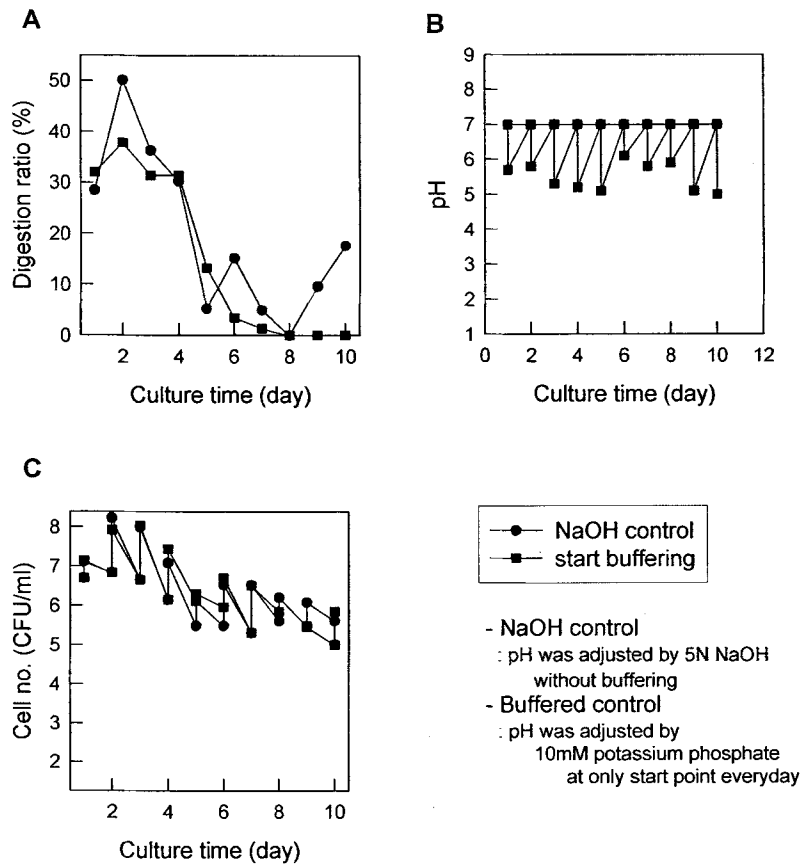 A
Digestion ratio (%)
50
40
30
20
10
0
2 4 6 8 10
Culture time (day)
B
pH
9
8
7
6
5
4
3
2
1
0 2 4 6 8 10 12
Culture time (day)
C
Cell no. (CFU/ml)
8
7
6
5
4
3
2
2 4 6 8 10
Culture time (day)
NaOH control
start buffering
- NaOH control
: pH was adjusted by 5N NaOH
without buffering
- Buffered control
: pH was adjusted by
10mM potassium phosphate
at only start point everyday